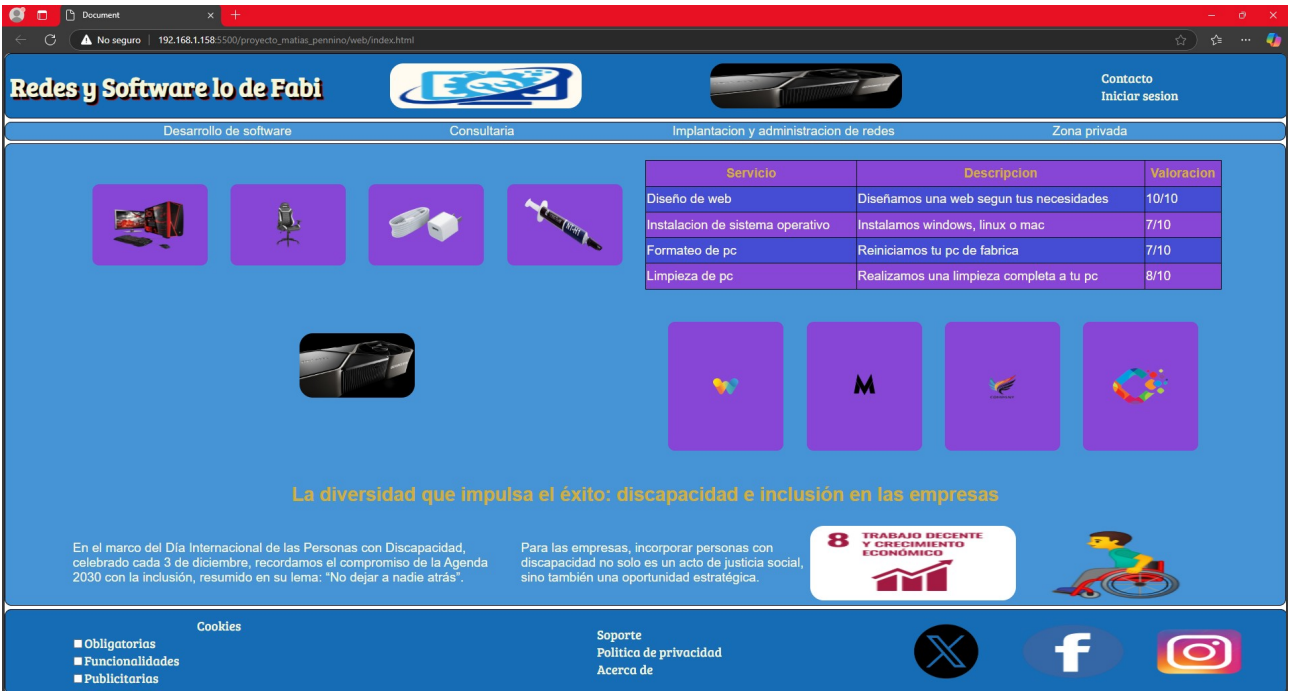 Document
No seguro
192.168.1.158:5500/proyecto_matias_pennino/web/index.html
Redes y Software lo de Fabi
Contacto
Iniciar sesion
Desarrollo de software
Consultaria
Implantacion y administracion de redes
Zona privada
Servicio Descripcion Valoracion
Diseño de web Diseñamos una web segun tus necesidades 10/10
Instalacion de sistema operativo Instalamos windows, linux o mac 7/10
Formateo de pc Reiniciamos tu pc de fabrica 7/10
Limpieza de pc Realizamos una limpieza completa a tu pc 8/10
La diversidad que impulsa el éxito: discapacidad e inclusión en las empresas
En el marco del Día Internacional de las Personas con Discapacidad,
celebrado cada 3 de diciembre, recordamos el compromiso de la Agenda
2030 con la inclusión, resumido en su lema: “No dejar a nadie atrás”.
Para las empresas, incorporar personas con
discapacidad no solo es un acto de justicia social,
sino también una oportunidad estratégica.
8 TRABAJO DECENTE
Y CRECIMIENTO
ECONÓMICO
Cookies
Obligatorias
Funcionalidades
Publicitarias
Soporte
Politica de privacidad
Acerca de